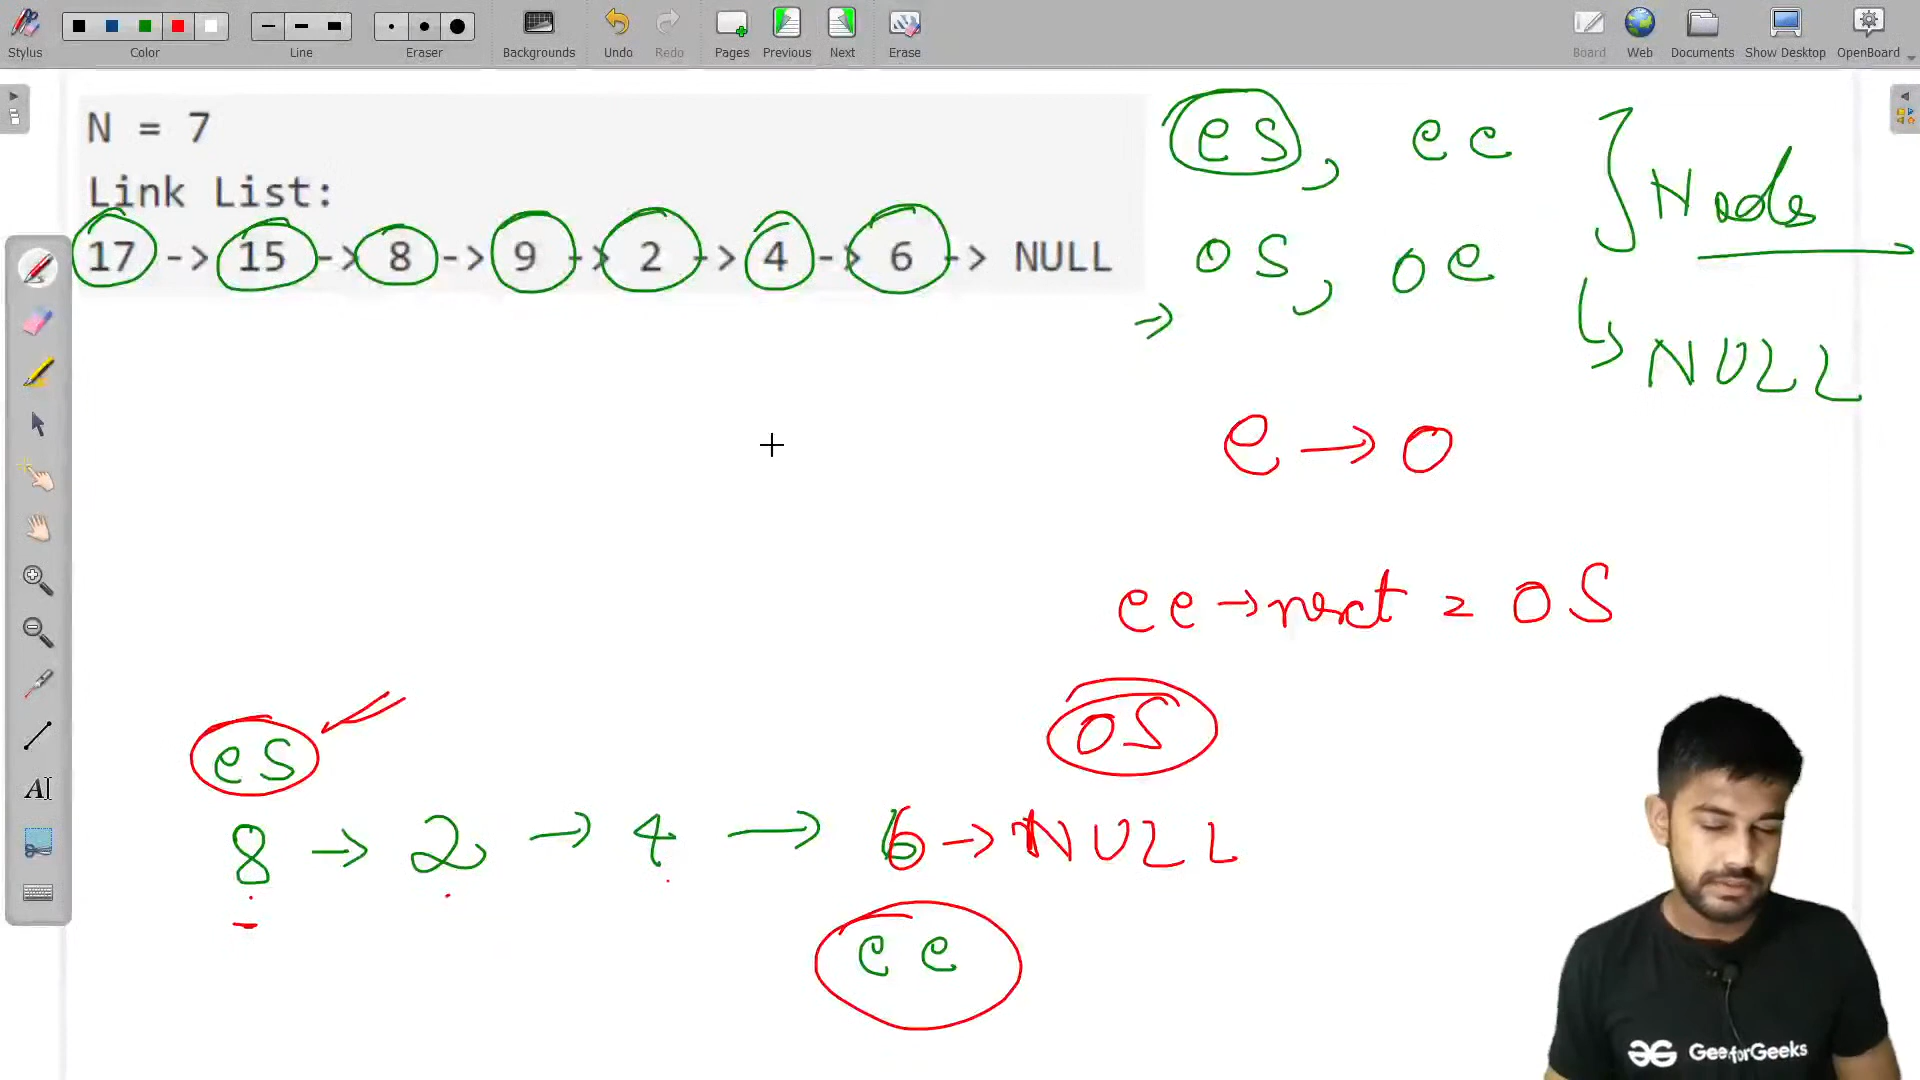 Stylus Color Line Eraser Backgrounds Undo Redo Pages Previous Next Erase Board Web Documents Show Desktop OpenBoard
N = 7
Link List:
17 -> 15 -> 8 -> 9 -> 2 -> 4 -> 6 -> NULL
es, ee
os, oe
} Node
↳ NULL
→
e → o
ee → next = os
es
os
8 → 2 → 4 → 6 → NULL
ee
AI
GeeksforGeeks